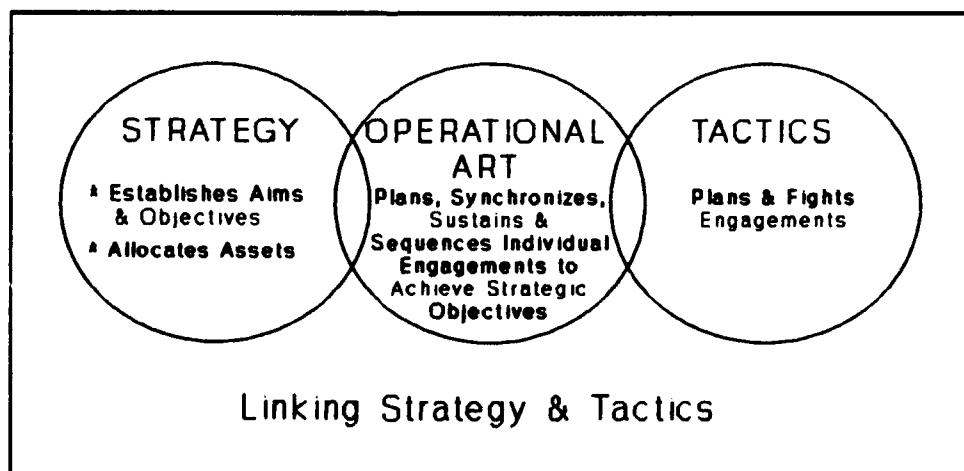 STRATEGY
* Establishes Aims
& Objectives
* Allocates Assets
OPERATIONAL
ART
Plans, Synchronizes,
Sustains &
Sequences Individual
Engagements to
Achieve Strategic
Objectives
TACTICS
Plans & Fights
Engagements
Linking Strategy & Tactics